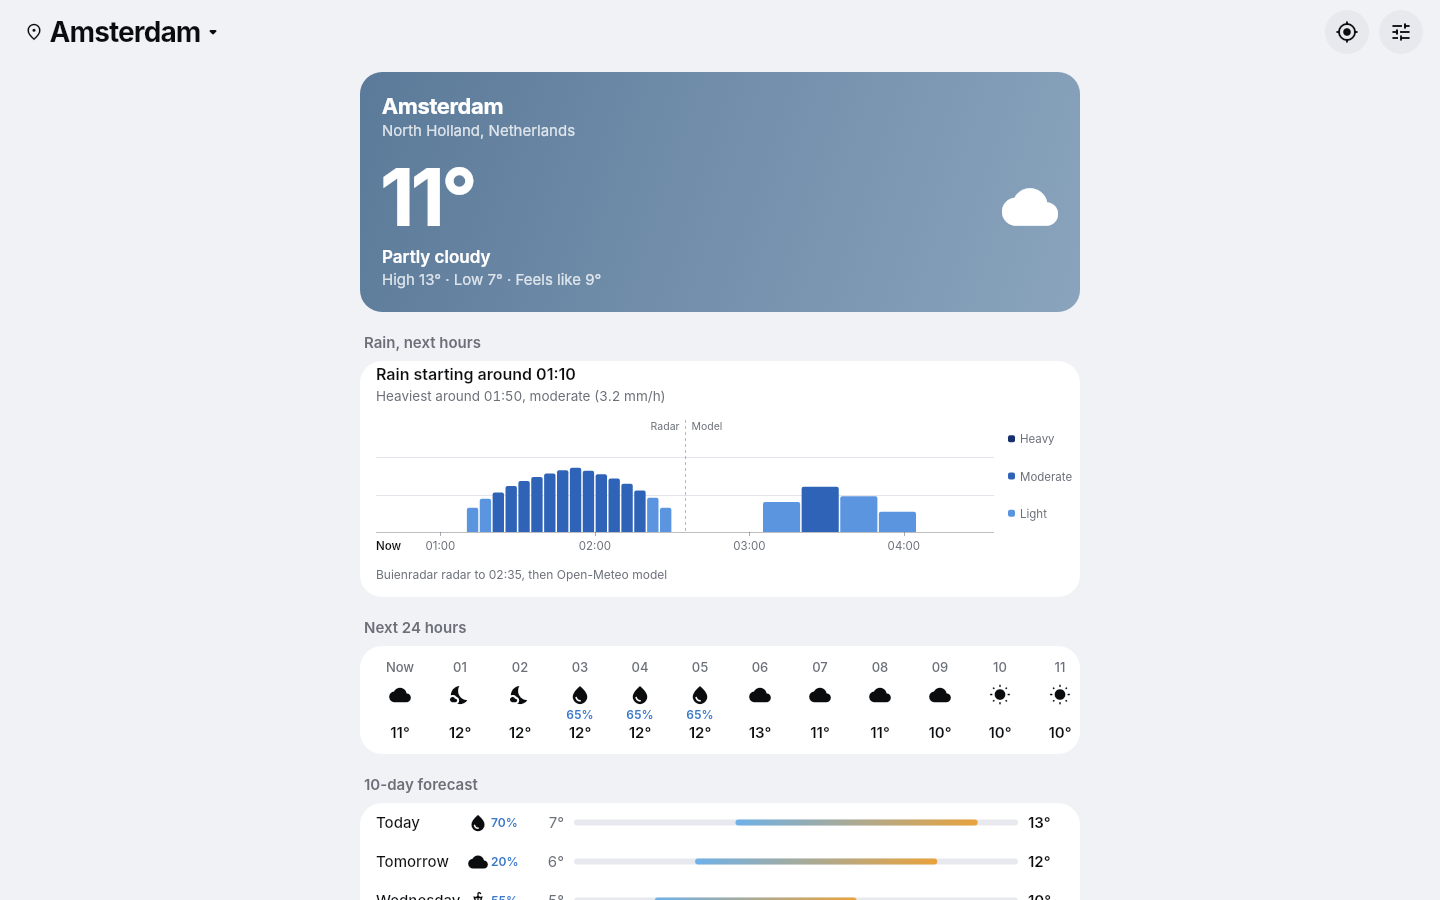 Amsterdam
Amsterdam
North Holland, Netherlands
11°
Partly cloudy
High 13° · Low 7° · Feels like 9°
Rain, next hours
Rain starting around 01:10
Heaviest around 01:50, moderate (3.2 mm/h)
Radar Model
Heavy
Moderate
Light
Now 01:00 02:00 03:00 04:00
Buienradar radar to 02:35, then Open-Meteo model
Next 24 hours
Now 01 02 03 04 05 06 07 08 09 10 11
65% 65% 65%
11° 12° 12° 12° 12° 12° 13° 11° 11° 10° 10° 10°
10-day forecast
Today 70% 7° 13°
Tomorrow 20% 6° 12°
Wednesday 55% 5° 10°